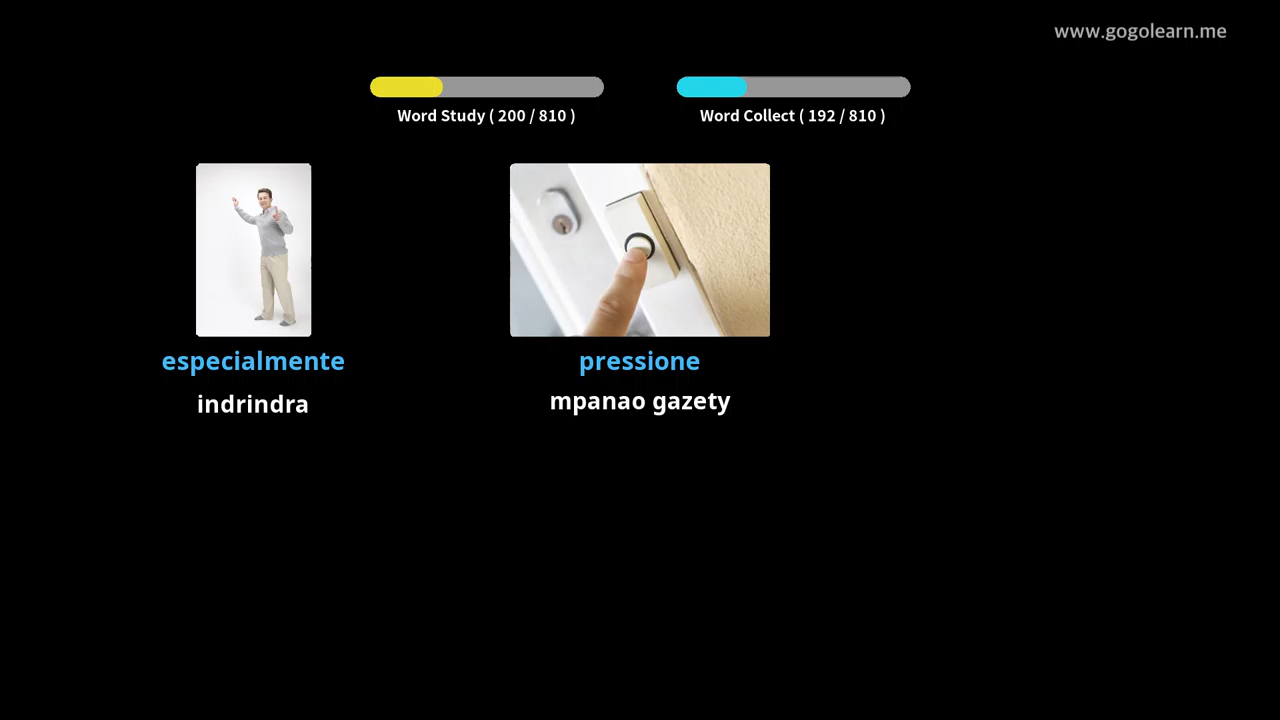 www.gogolearn.me
Word Study ( 200 / 810 )
Word Collect ( 192 / 810 )
especialmente
pressione
indrindra
mpanao gazety